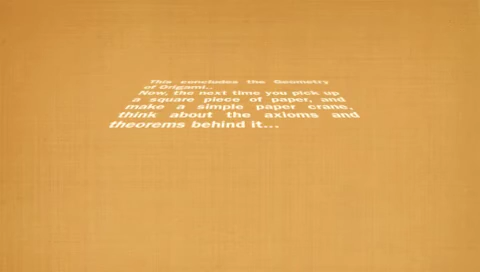 This concludes the Geometry
of Origami..
Now, the next time you pick up
a square piece of paper, and
make a simple paper crane,
think about the axioms and
theorems behind it...